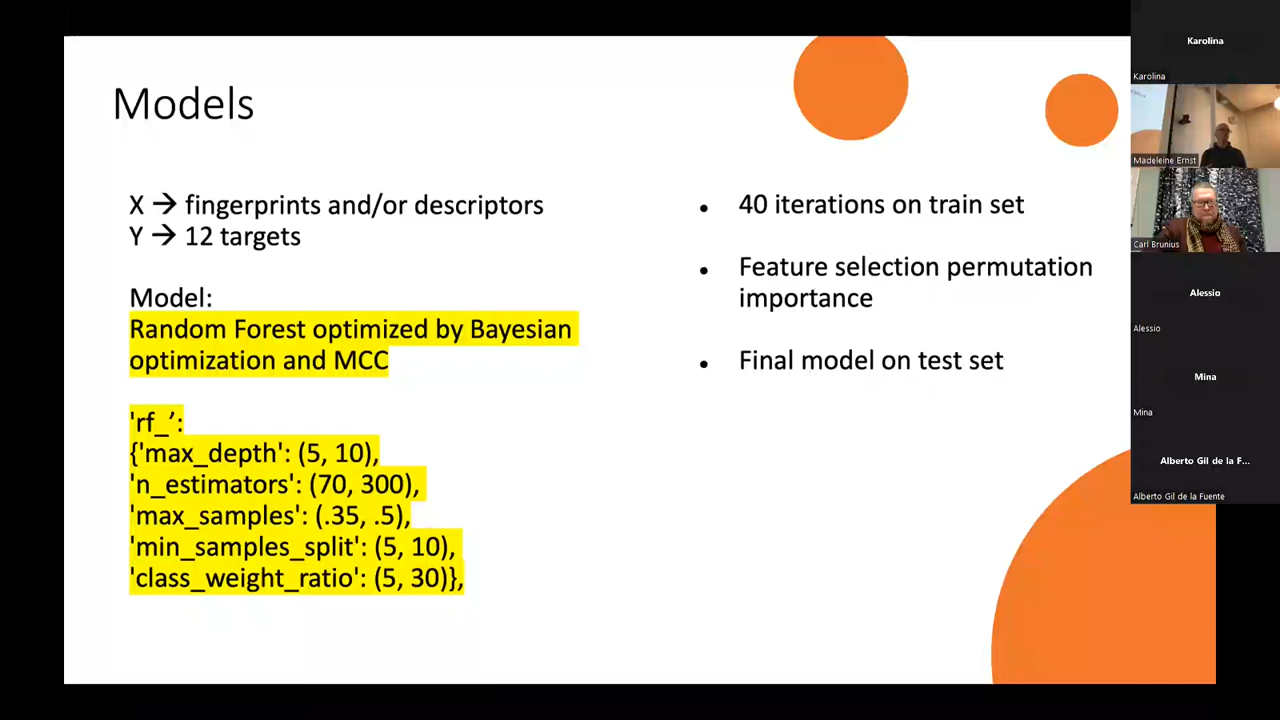 Models
X → fingerprints and/or descriptors
Y → 12 targets
Model:
Random Forest optimized by Bayesian
optimization and MCC
'rf_’:
{'max_depth': (5, 10),
'n_estimators': (70, 300),
'max_samples': (.35, .5),
'min_samples_split': (5, 10),
'class_weight_ratio': (5, 30)},
• 40 iterations on train set
• Feature selection permutation
importance
• Final model on test set
Karolina
Karolina
Madeleine Ernst
Carl Brunius
Alessio
Alessio
Mina
Mina
Alberto Gil de la F...
Alberto Gil de la Fuente